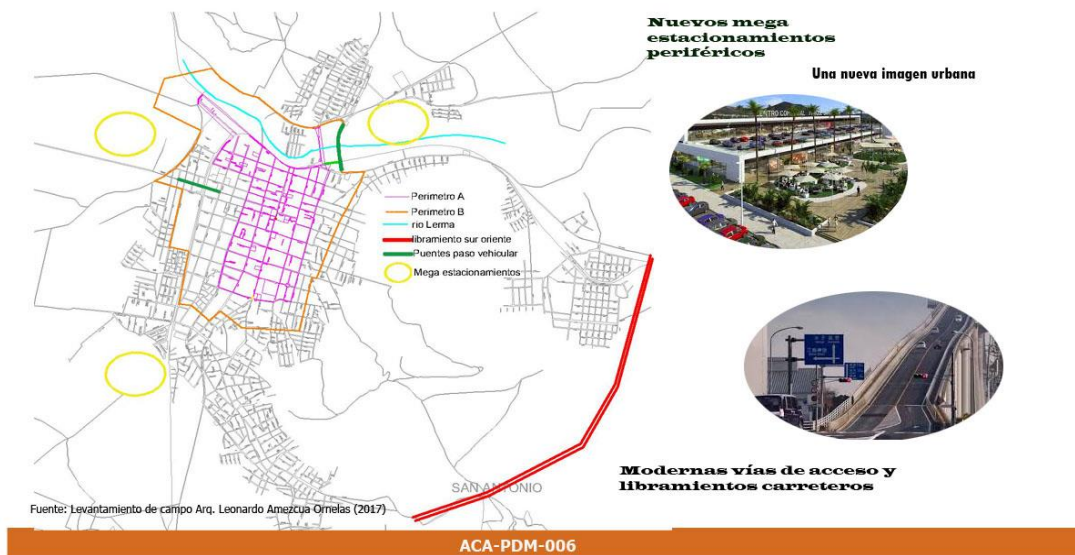 Nuevos mega
estacionamientos
periféricos
Una nueva imagen urbana
Perimetro A
Perimetro B
rio Lerma
libramiento sur oriente
Puentes paso vehicular
Mega estacionamientos
Modernas vías de acceso y
libramientos carreteros
SAN ANTONIO
Fuente: Levantamiento de campo Arq. Leonardo Amezcua Ornelas (2017)
ACA-PDM-006